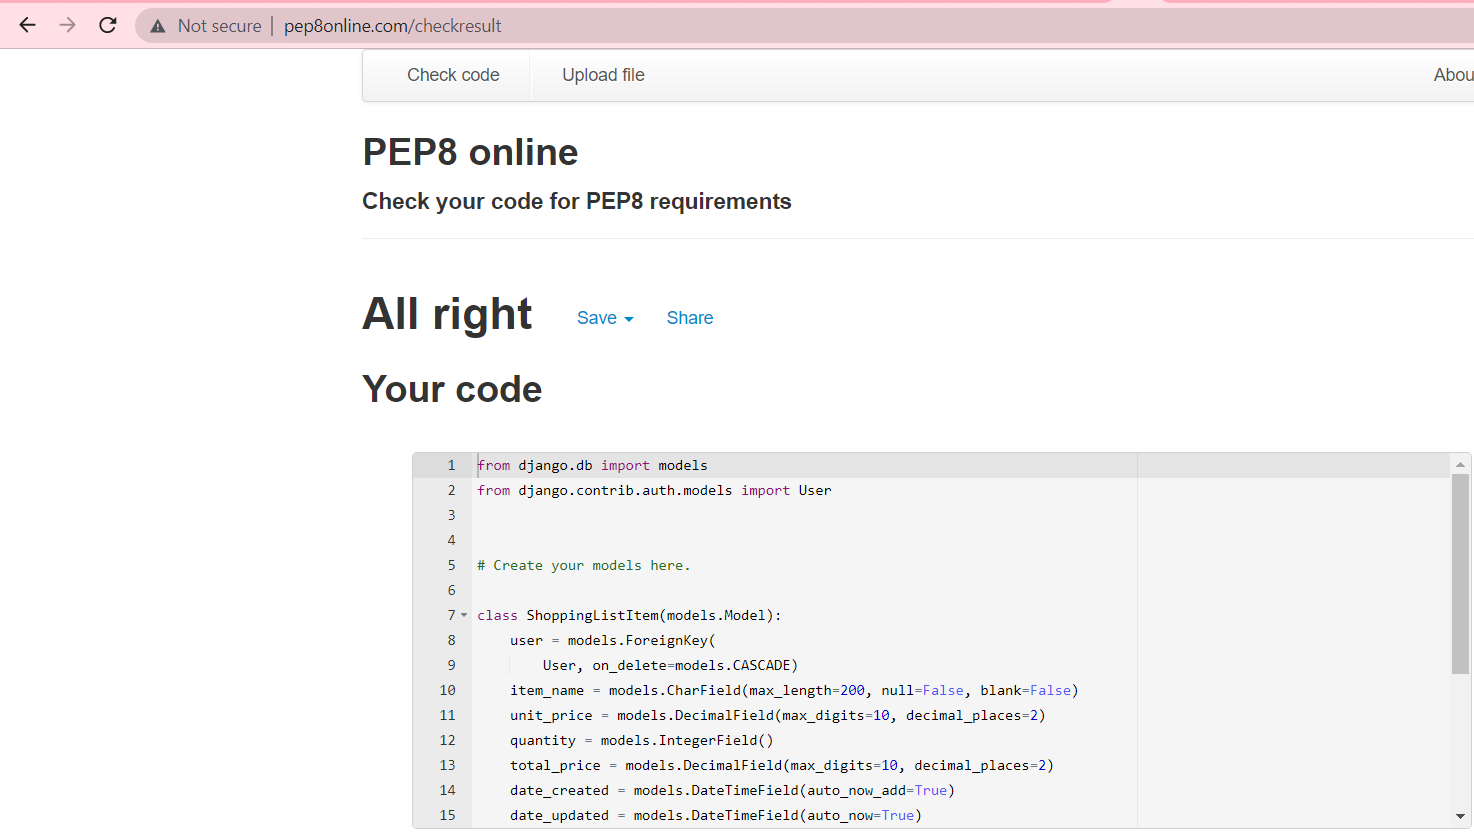 Not secure | pep8online.com/checkresult
Check code Upload file Abou
PEP8 online
Check your code for PEP8 requirements
All right Save Share
Your code
1 from django.db import models
2 from django.contrib.auth.models import User
3
4
5 # Create your models here.
6
7 class ShoppingListItem(models.Model):
8     user = models.ForeignKey(
9         User, on_delete=models.CASCADE)
10     item_name = models.CharField(max_length=200, null=False, blank=False)
11     unit_price = models.DecimalField(max_digits=10, decimal_places=2)
12     quantity = models.IntegerField()
13     total_price = models.DecimalField(max_digits=10, decimal_places=2)
14     date_created = models.DateTimeField(auto_now_add=True)
15     date_updated = models.DateTimeField(auto_now=True)